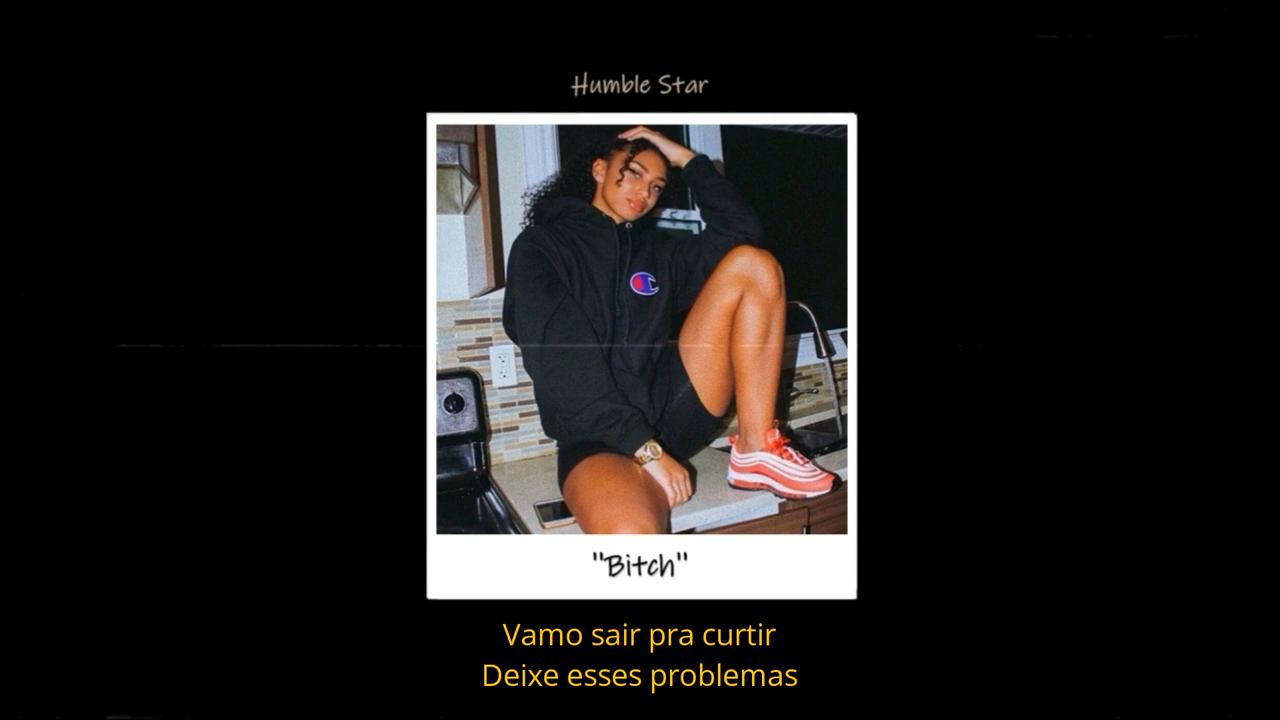 Humble Star
"Bitch"
Vamo sair pra curtir
Deixe esses problemas